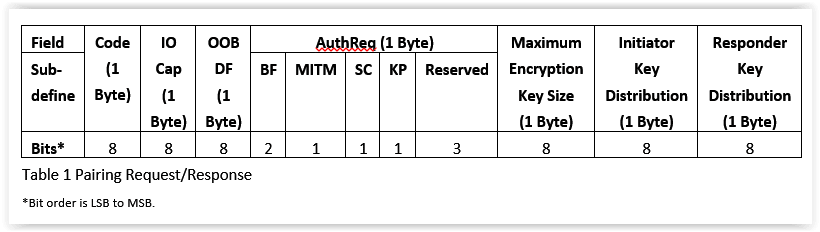 Field Code (1 Byte) IO Cap (1 Byte) OOB DF (1 Byte) AuthReq (1 Byte) Maximum Encryption Key Size (1 Byte) Initiator Key Distribution (1 Byte) Responder Key Distribution (1 Byte)
Sub-define BF MITM SC KP Reserved
Bits* 8 8 8 2 1 1 1 3 8 8 8
Table 1 Pairing Request/Response
*Bit order is LSB to MSB.